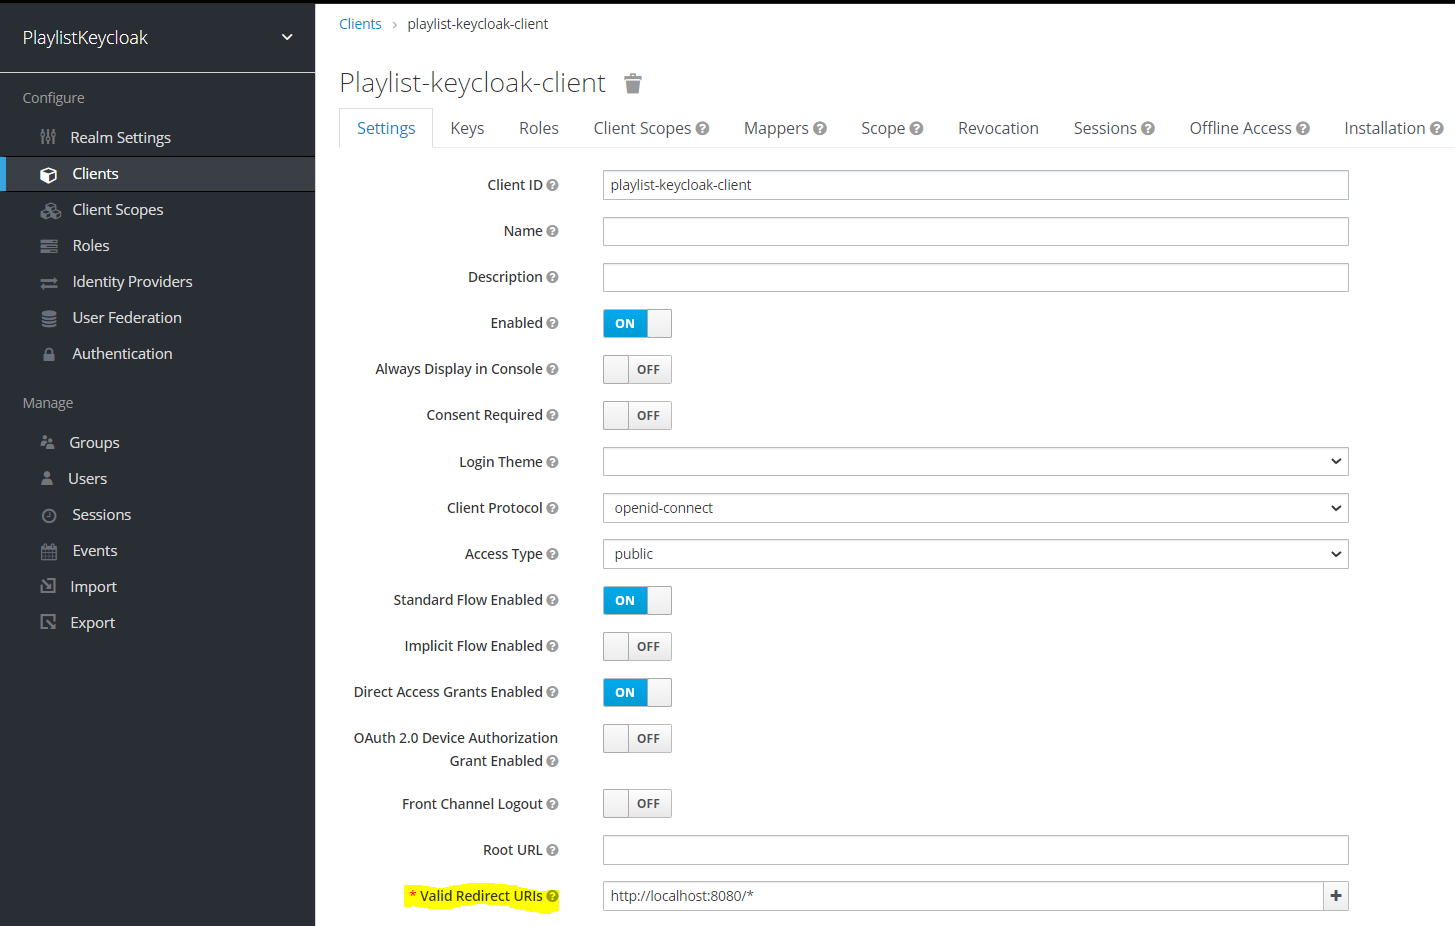 PlaylistKeycloak
Configure
Realm Settings
Clients
Client Scopes
Roles
Identity Providers
User Federation
Authentication
Manage
Groups
Users
Sessions
Events
Import
Export
Clients › playlist-keycloak-client
Playlist-keycloak-client
Settings Keys Roles Client Scopes Mappers Scope Revocation Sessions Offline Access Installation
Client ID playlist-keycloak-client
Name
Description
Enabled ON
Always Display in Console OFF
Consent Required OFF
Login Theme
Client Protocol openid-connect
Access Type public
Standard Flow Enabled ON
Implicit Flow Enabled OFF
Direct Access Grants Enabled ON
OAuth 2.0 Device Authorization OFF
Grant Enabled
Front Channel Logout OFF
Root URL
* Valid Redirect URIs http://localhost:8080/* +